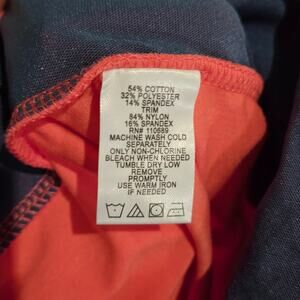 54% COTTON
32% POLYESTER
14% SPANDEX
TRIM
84% NYLON
16% SPANDEX
RN# 110689
MACHINE WASH COLD
SEPARATELY
ONLY NON-CHLORINE
BLEACH WHEN NEEDED
TUMBLE DRY LOW
REMOVE
PROMPTLY
USE WARM IRON
IF NEEDED